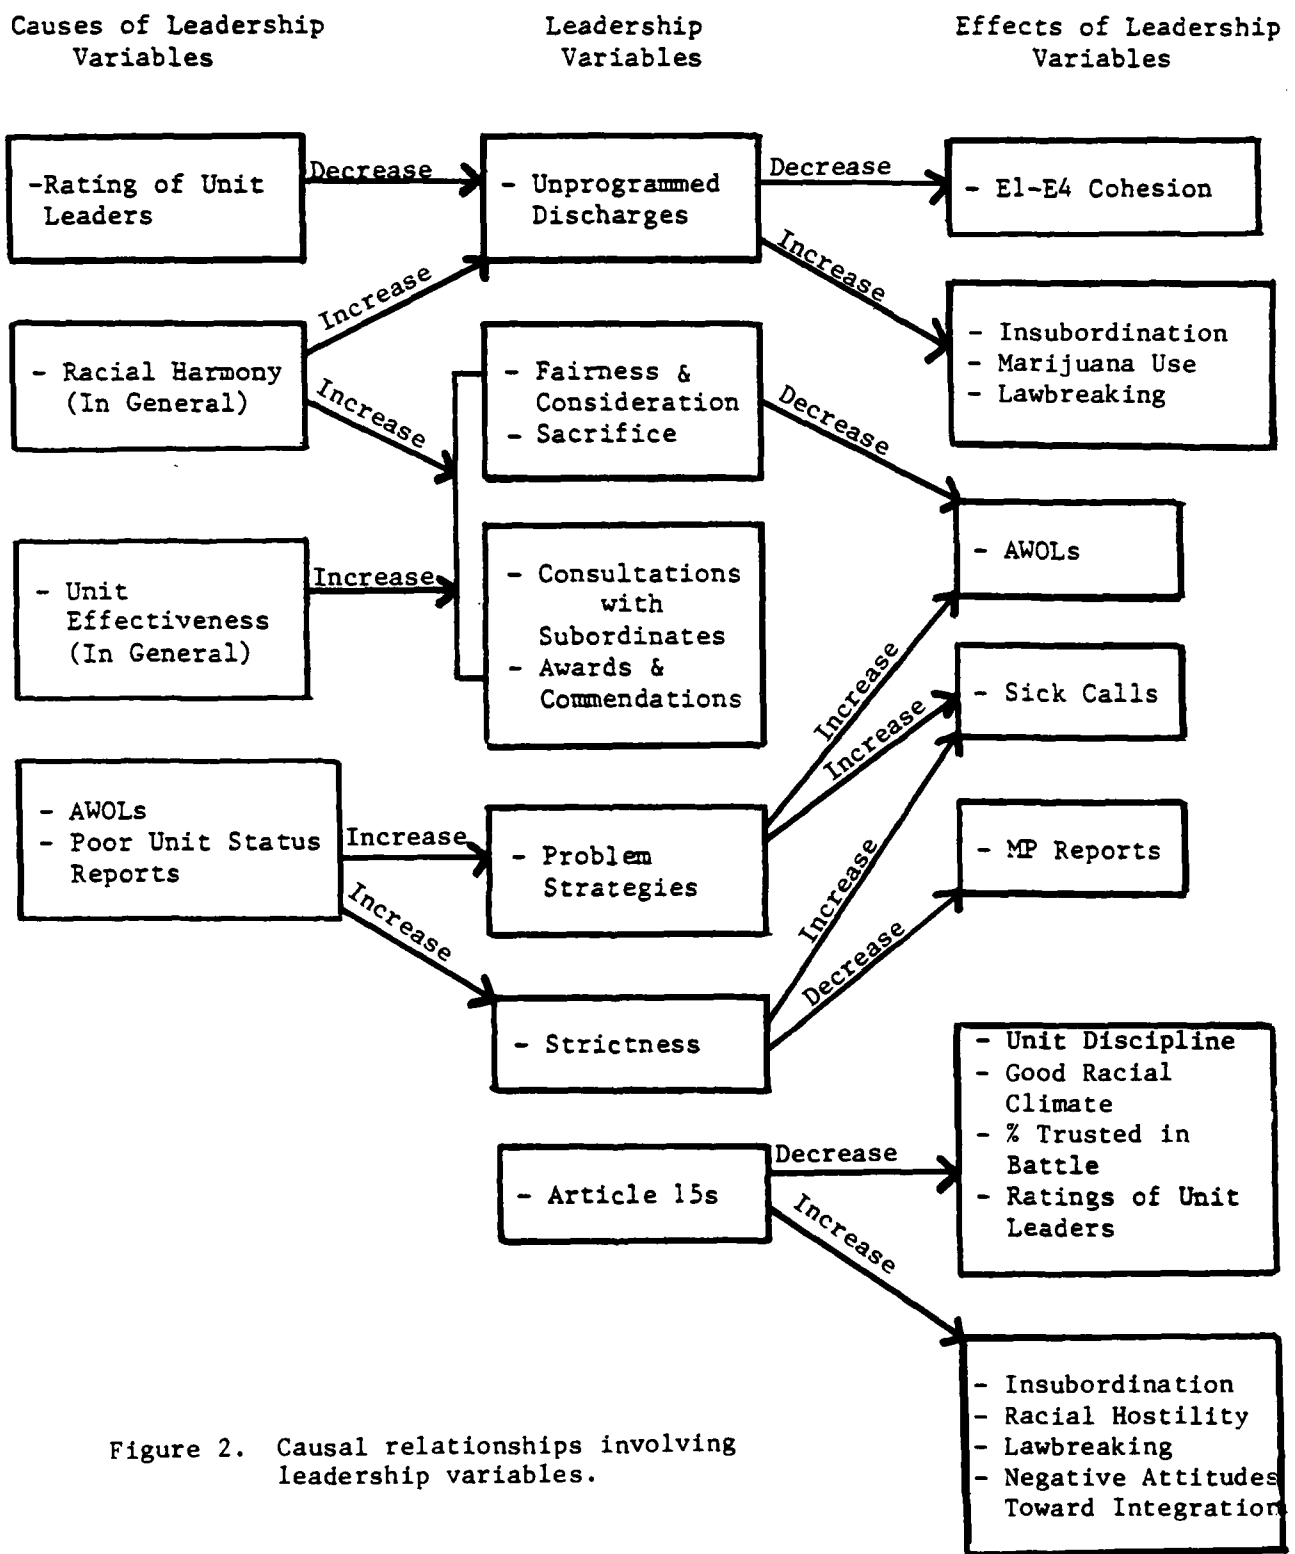 Causes of Leadership
Variables
Leadership
Variables
Effects of Leadership
Variables
-Rating of Unit
Leaders
Decrease
- Unprogrammed
Discharges
Decrease
- E1-E4 Cohesion
Increase
Increase
- Insubordination
- Marijuana Use
- Lawbreaking
- Racial Harmony
(In General)
Increase
- Fairness &
Consideration
- Sacrifice
Decrease
- AWOLs
- Unit
Effectiveness
(In General)
Increase
- Consultations
with
Subordinates
- Awards &
Commendations
Increase
Increase
- Sick Calls
- AWOLs
- Poor Unit Status
Reports
Increase
- Problem
Strategies
- MP Reports
Increase
Increase
Decrease
- Strictness
- Unit Discipline
- Good Racial
Climate
- % Trusted in
Battle
- Ratings of Unit
Leaders
- Article 15s
Decrease
Increase
- Insubordination
- Racial Hostility
- Lawbreaking
- Negative Attitudes
Toward Integration
Figure 2. Causal relationships involving
leadership variables.